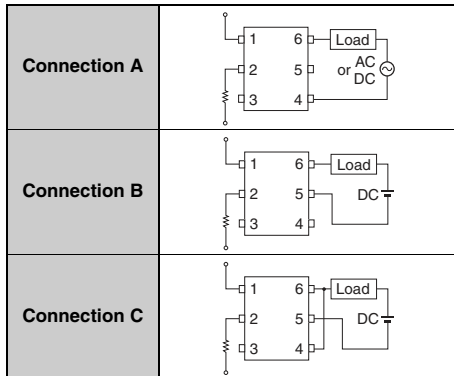 Connection A
1 6 Load
2 5 or AC DC
3 4
Connection B
1 6 Load
2 5 DC
3 4
Connection C
1 6 Load
2 5 DC
3 4